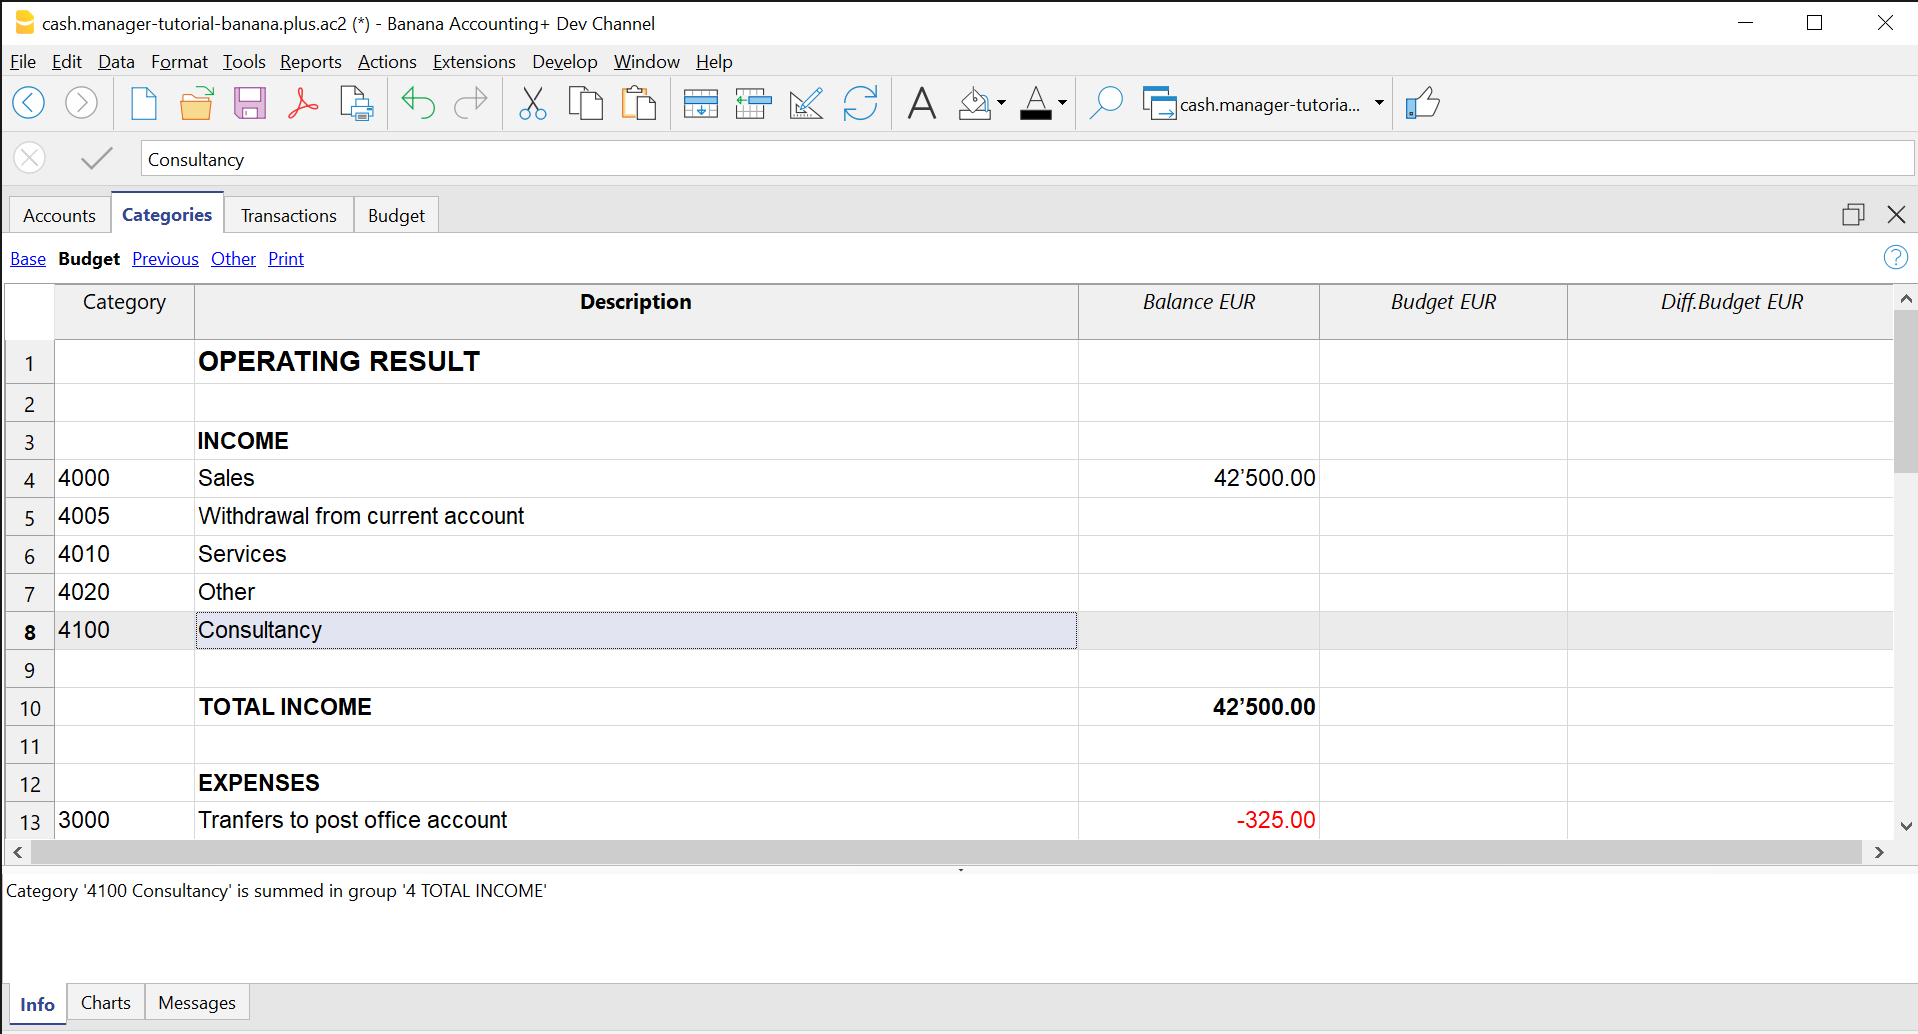 cash.manager-tutorial-banana.plus.ac2 (*) - Banana Accounting+ Dev Channel
File Edit Data Format Tools Reports Actions Extensions Develop Window Help
cash.manager-tutoria...
Consultancy
Accounts Categories Transactions Budget
Base Budget Previous Other Print
Category Description Balance EUR Budget EUR Diff.Budget EUR
1 OPERATING RESULT
2
3 INCOME
4 4000 Sales 42’500.00
5 4005 Withdrawal from current account
6 4010 Services
7 4020 Other
8 4100 Consultancy
9
10 TOTAL INCOME 42’500.00
11
12 EXPENSES
13 3000 Tranfers to post office account -325.00
Category '4100 Consultancy' is summed in group '4 TOTAL INCOME'
Info Charts Messages